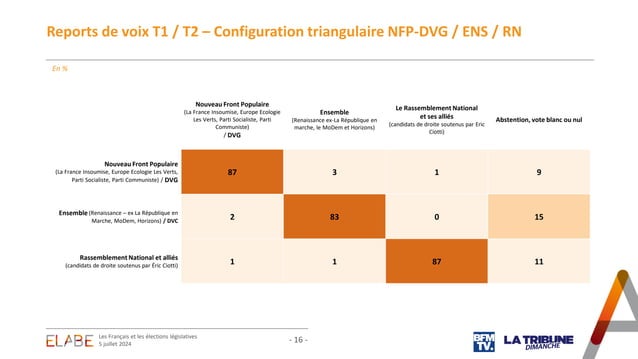 Reports de voix T1 / T2 – Configuration triangulaire NFP-DVG / ENS / RN
En %
Nouveau Front Populaire
(La France Insoumise, Europe Ecologie
Les Verts, Parti Socialiste, Parti
Communiste)
/ DVG
Ensemble
(Renaissance ex-La République en
marche, le MoDem et Horizons)
Le Rassemblement National
et ses alliés
(candidats de droite soutenus par Eric
Ciotti)
Abstention, vote blanc ou nul
Nouveau Front Populaire
(La France Insoumise, Europe Ecologie Les Verts,
Parti Socialiste, Parti Communiste) / DVG
87 3 1 9
Ensemble (Renaissance – ex La République en
Marche, MoDem, Horizons) / DVC
2 83 0 15
Rassemblement National et alliés
(candidats de droite soutenus par Éric Ciotti)
1 1 87 11
ELABE
Les Français et les élections législatives
5 juillet 2024
- 16 -
BFM
TV.
LA TRIBUNE
DIMANCHE